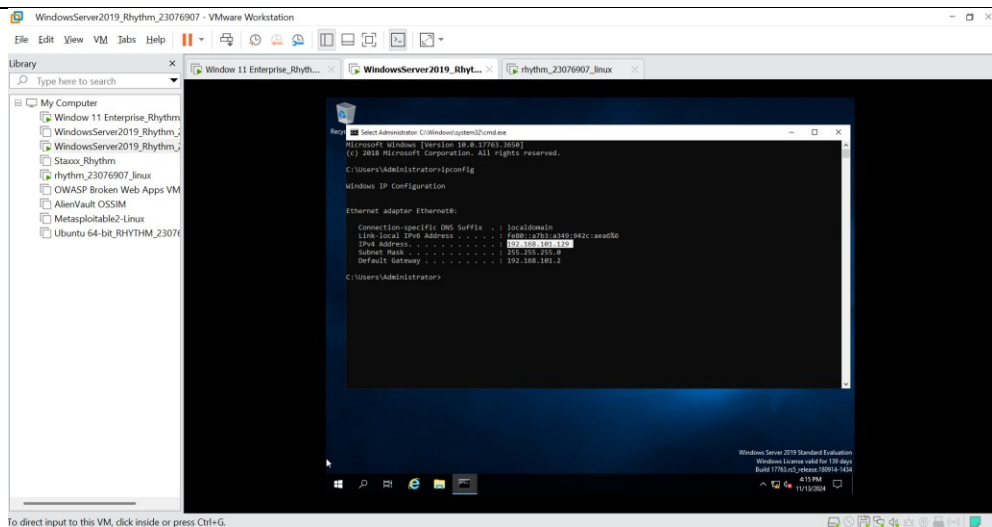 WindowsServer2019_Rhythm_23076907 - VMware Workstation
File Edit View VM Tabs Help
Library
Type here to search
My Computer
Window 11 Enterprise_Rhythm
WindowsServer2019_Rhythm_2
WindowsServer2019_Rhythm_2
Staxxx_Rhythm
rhythm_23076907_linux
OWASP Broken Web Apps VM
AlienVault OSSIM
Metasploitable2-Linux
Ubuntu 64-bit_RHYTHM_2307
Window 11 Enterprise_Rhyth...
WindowsServer2019_Rhyt...
rhythm_23076907_linux
Select Administrator: C:\Windows\system32\cmd.exe
Microsoft Windows [Version 10.0.17763.3650]
(c) 2018 Microsoft Corporation. All rights reserved.
C:\Users\Administrator>ipconfig
Windows IP Configuration
Ethernet adapter Ethernet0:
Connection-specific DNS Suffix . : localdomain
Link-local IPv6 Address . . . . . : fe80::a7b3:a349:942c:aea6%6
IPv4 Address. . . . . . . . . . . : 192.168.101.129
Subnet Mask . . . . . . . . . . . : 255.255.255.0
Default Gateway . . . . . . . . . : 192.168.101.2
C:\Users\Administrator>
Windows Server 2019 Standard Evaluation
Windows License valid for 139 days
Build 17763.rs5_release.180914-1434
4:15 PM
11/13/2024
To direct input to this VM, click inside or press Ctrl+G.